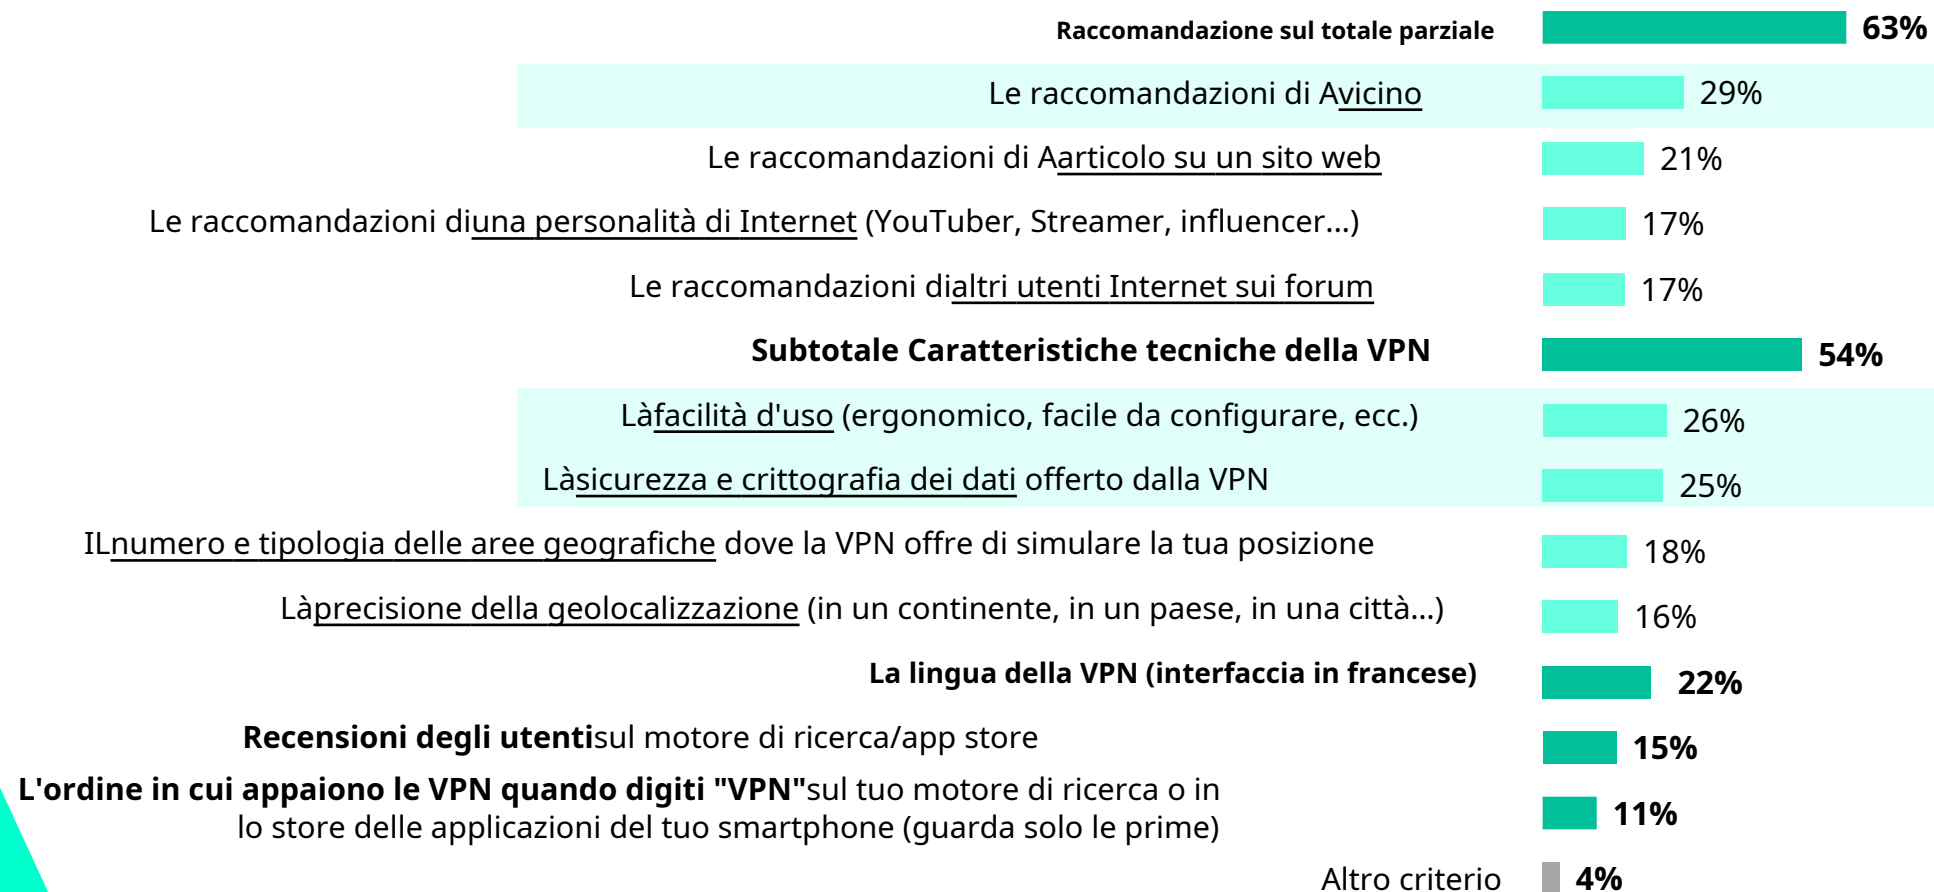 Raccomandazione sul totale parziale 63%
Le raccomandazioni di Avicino 29%
Le raccomandazioni di Aarticolo su un sito web 21%
Le raccomandazioni diuna personalità di Internet (YouTuber, Streamer, influencer...) 17%
Le raccomandazioni dialtri utenti Internet sui forum 17%
Subtotale Caratteristiche tecniche della VPN 54%
Làfacilità d'uso (ergonomico, facile da configurare, ecc.) 26%
Làsicurezza e crittografia dei dati offerto dalla VPN 25%
ILnumero e tipologia delle aree geografiche dove la VPN offre di simulare la tua posizione 18%
Làprecisione della geolocalizzazione (in un continente, in un paese, in una città...) 16%
La lingua della VPN (interfaccia in francese) 22%
Recensioni degli utentisul motore di ricerca/app store 15%
L'ordine in cui appaiono le VPN quando digiti "VPN"sul tuo motore di ricerca o in
lo store delle applicazioni del tuo smartphone (guarda solo le prime) 11%
Altro criterio 4%